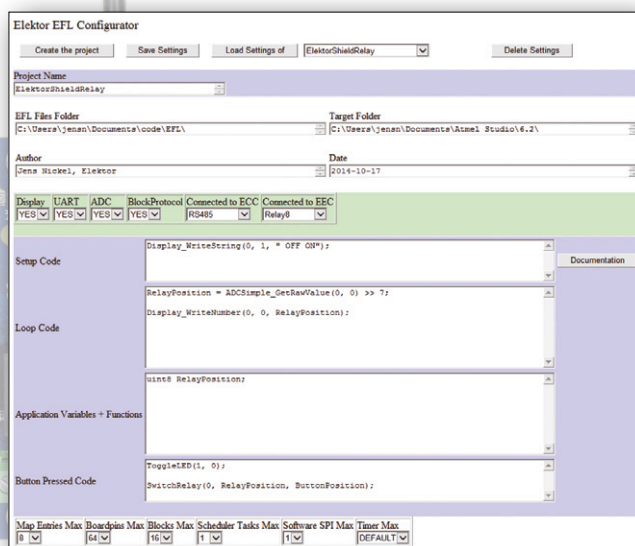 Elektor EFL Configurator
Create the project Save Settings Load Settings of ElektorShieldRelay Delete Settings
Project Name
ElektorShieldRelay
EFL Files Folder Target Folder
C:\Users\jensn\Documents\code\EFL\ C:\Users\jensn\Documents\Atmel Studio\6.2\
Author Date
Jens Nickel, Elektor 2014-10-17
Display UART ADC BlockProtocol Connected to ECC Connected to EEC
YES YES YES YES RS485 Relay8
Setup Code
Display_WriteString(0, 1, " OFF ON");
Documentation
Loop Code
RelayPosition = ADCSimple_GetRawValue(0, 0) >> 7;
Display_WriteNumber(0, 0, RelayPosition);
Application Variables + Functions
uint8 RelayPosition;
Button Pressed Code
ToggleLED(1, 0);
SwitchRelay(0, RelayPosition, ButtonPosition);
Map Entries Max Boardpins Max Blocks Max Scheduler Tasks Max Software SPI Max Timer Max
8 64 16 1 1 DEFAULT